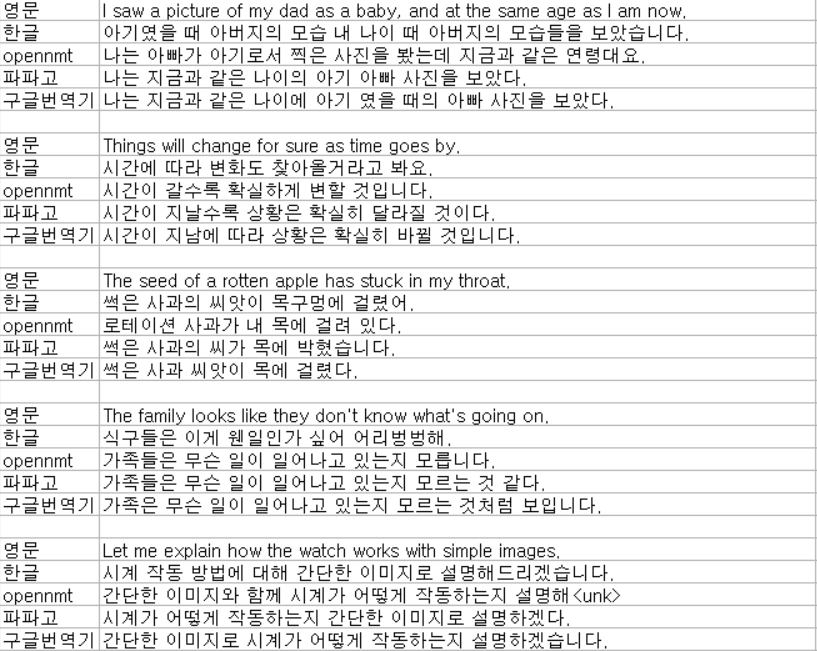 영문 I saw a picture of my dad as a baby, and at the same age as I am now.
한글 아기였을 때 아버지의 모습 내 나이 때 아버지의 모습들을 보았습니다.
opennmt 나는 아빠가 아기로서 찍은 사진을 봤는데 지금과 같은 연령대요.
파파고 나는 지금과 같은 나이의 아기 아빠 사진을 보았다.
구글번역기 나는 지금과 같은 나이에 아기 였을 때의 아빠 사진을 보았다.
영문 Things will change for sure as time goes by.
한글 시간에 따라 변화도 찾아올거라고 봐요.
opennmt 시간이 갈수록 확실하게 변할 것입니다.
파파고 시간이 지날수록 상황은 확실히 달라질 것이다.
구글번역기 시간이 지남에 따라 상황은 확실히 바뀔 것입니다.
영문 The seed of a rotten apple has stuck in my throat.
한글 썩은 사과의 씨앗이 목구멍에 걸렸어.
opennmt 로테이션 사과가 내 목에 걸려 있다.
파파고 썩은 사과의 씨가 목에 박혔습니다.
구글번역기 썩은 사과 씨앗이 목에 걸렸다.
영문 The family looks like they don't know what's going on.
한글 식구들은 이게 웬일인가 싶어 어리벙벙해.
opennmt 가족들은 무슨 일이 일어나고 있는지 모릅니다.
파파고 가족들은 무슨 일이 일어나고 있는지 모르는 것 같다.
구글번역기 가족은 무슨 일이 일어나고 있는지 모르는 것처럼 보입니다.
영문 Let me explain how the watch works with simple images.
한글 시계 작동 방법에 대해 간단한 이미지로 설명해드리겠습니다.
opennmt 간단한 이미지와 함께 시계가 어떻게 작동하는지 설명해<unk>
파파고 시계가 어떻게 작동하는지 간단한 이미지로 설명하겠다.
구글번역기 간단한 이미지로 시계가 어떻게 작동하는지 설명하겠습니다.